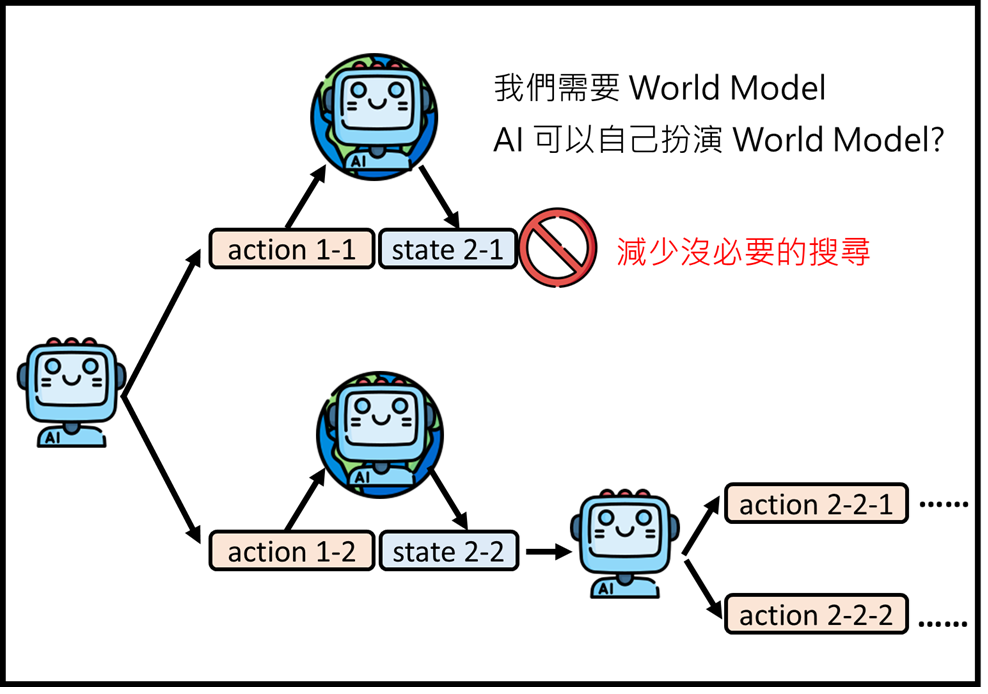 我們需要 World Model
AI 可以自己扮演 World Model?
AI
action 1-1
state 2-1
減少沒必要的搜尋
AI
AI
action 1-2
state 2-2
AI
action 2-2-1
……
action 2-2-2
……